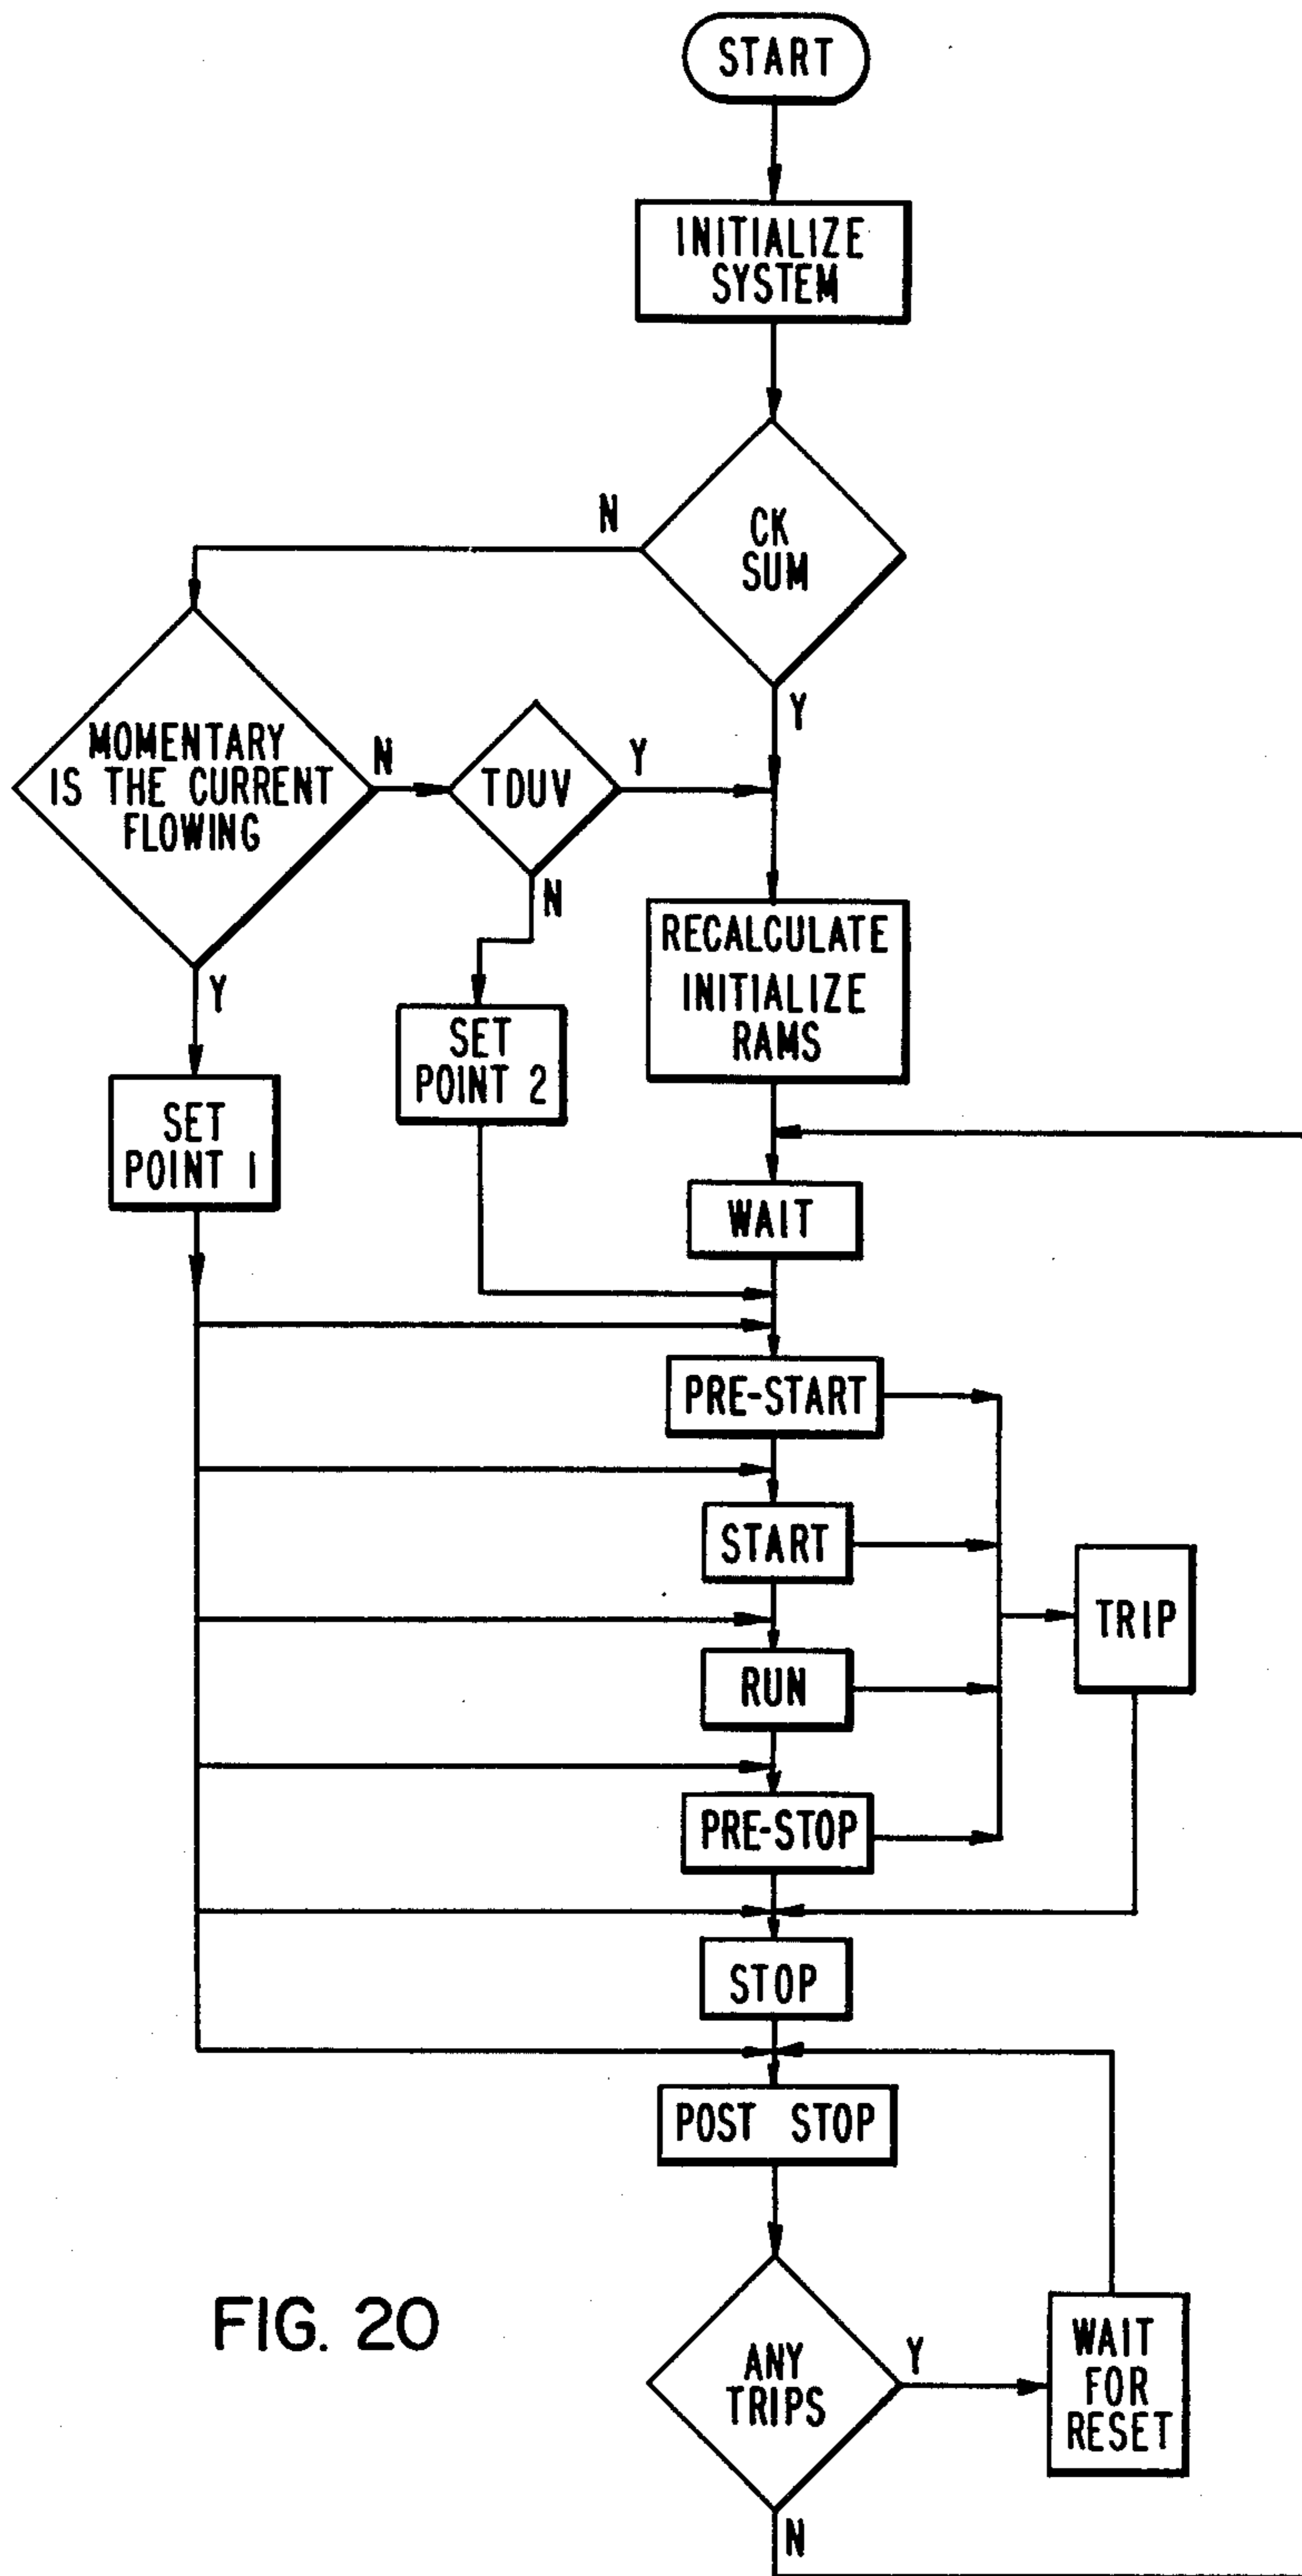 START
INITIALIZE
SYSTEM
CK
SUM
N
Y
MOMENTARY
IS THE CURRENT
FLOWING
N
Y
TDUV
Y
N
RECALCULATE
INITIALIZE
RAMS
SET
POINT 2
SET
POINT 1
WAIT
PRE-START
START
TRIP
RUN
PRE-STOP
STOP
POST STOP
ANY
TRIPS
Y
N
WAIT
FOR
RESET
FIG. 20